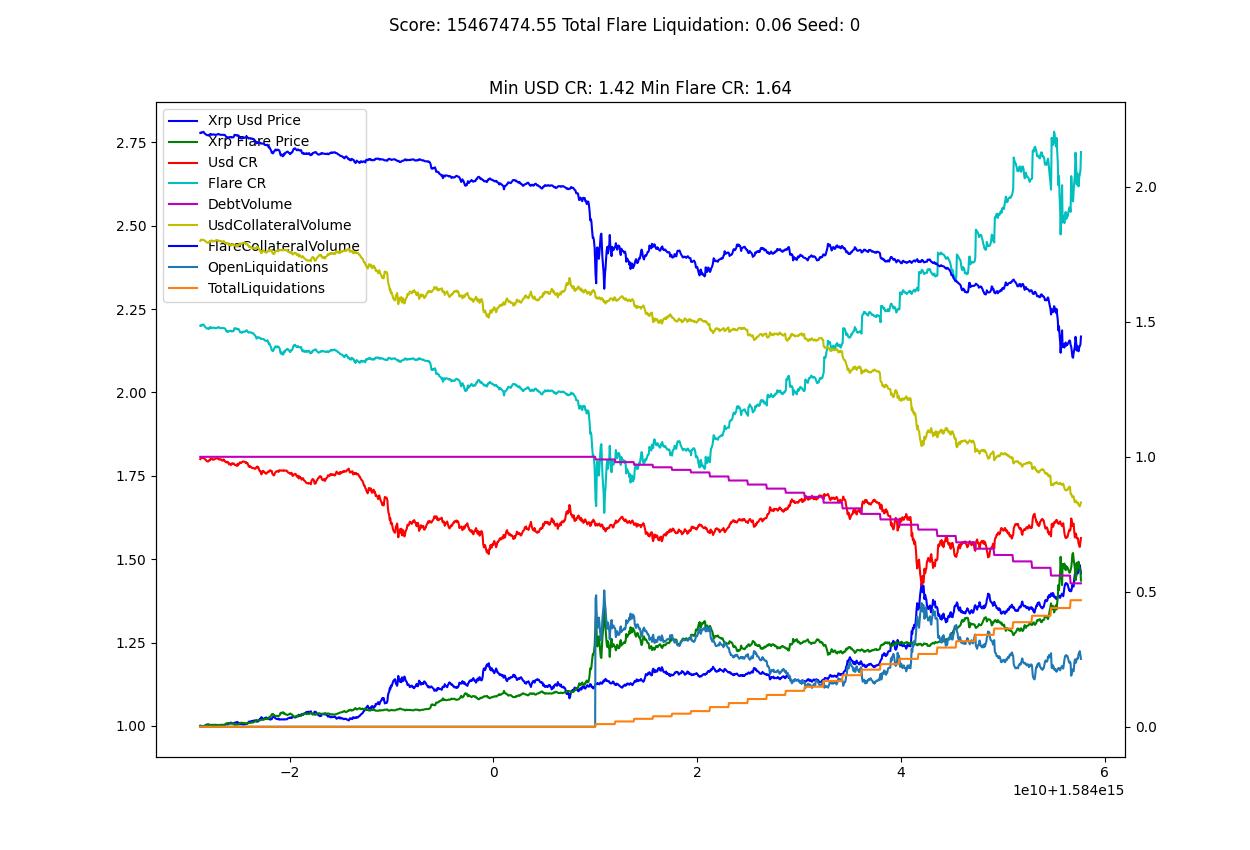 Score: 15467474.55 Total Flare Liquidation: 0.06 Seed: 0
Min USD CR: 1.42 Min Flare CR: 1.64
Xrp Usd Price
Xrp Flare Price
Usd CR
Flare CR
DebtVolume
UsdCollateralVolume
FlareCollateralVolume
OpenLiquidations
TotalLiquidations
2.75
2.50
2.25
2.00
1.75
1.50
1.25
1.00
2.0
1.5
1.0
0.5
0.0
−2
0
2
4
6
1e10+1.584e15